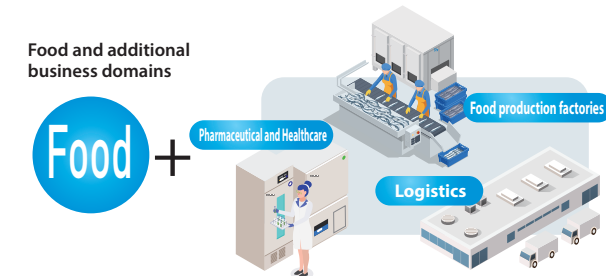 Food and additional
business domains
Food
+
Pharmaceutical and Healthcare
Food production factories
Logistics